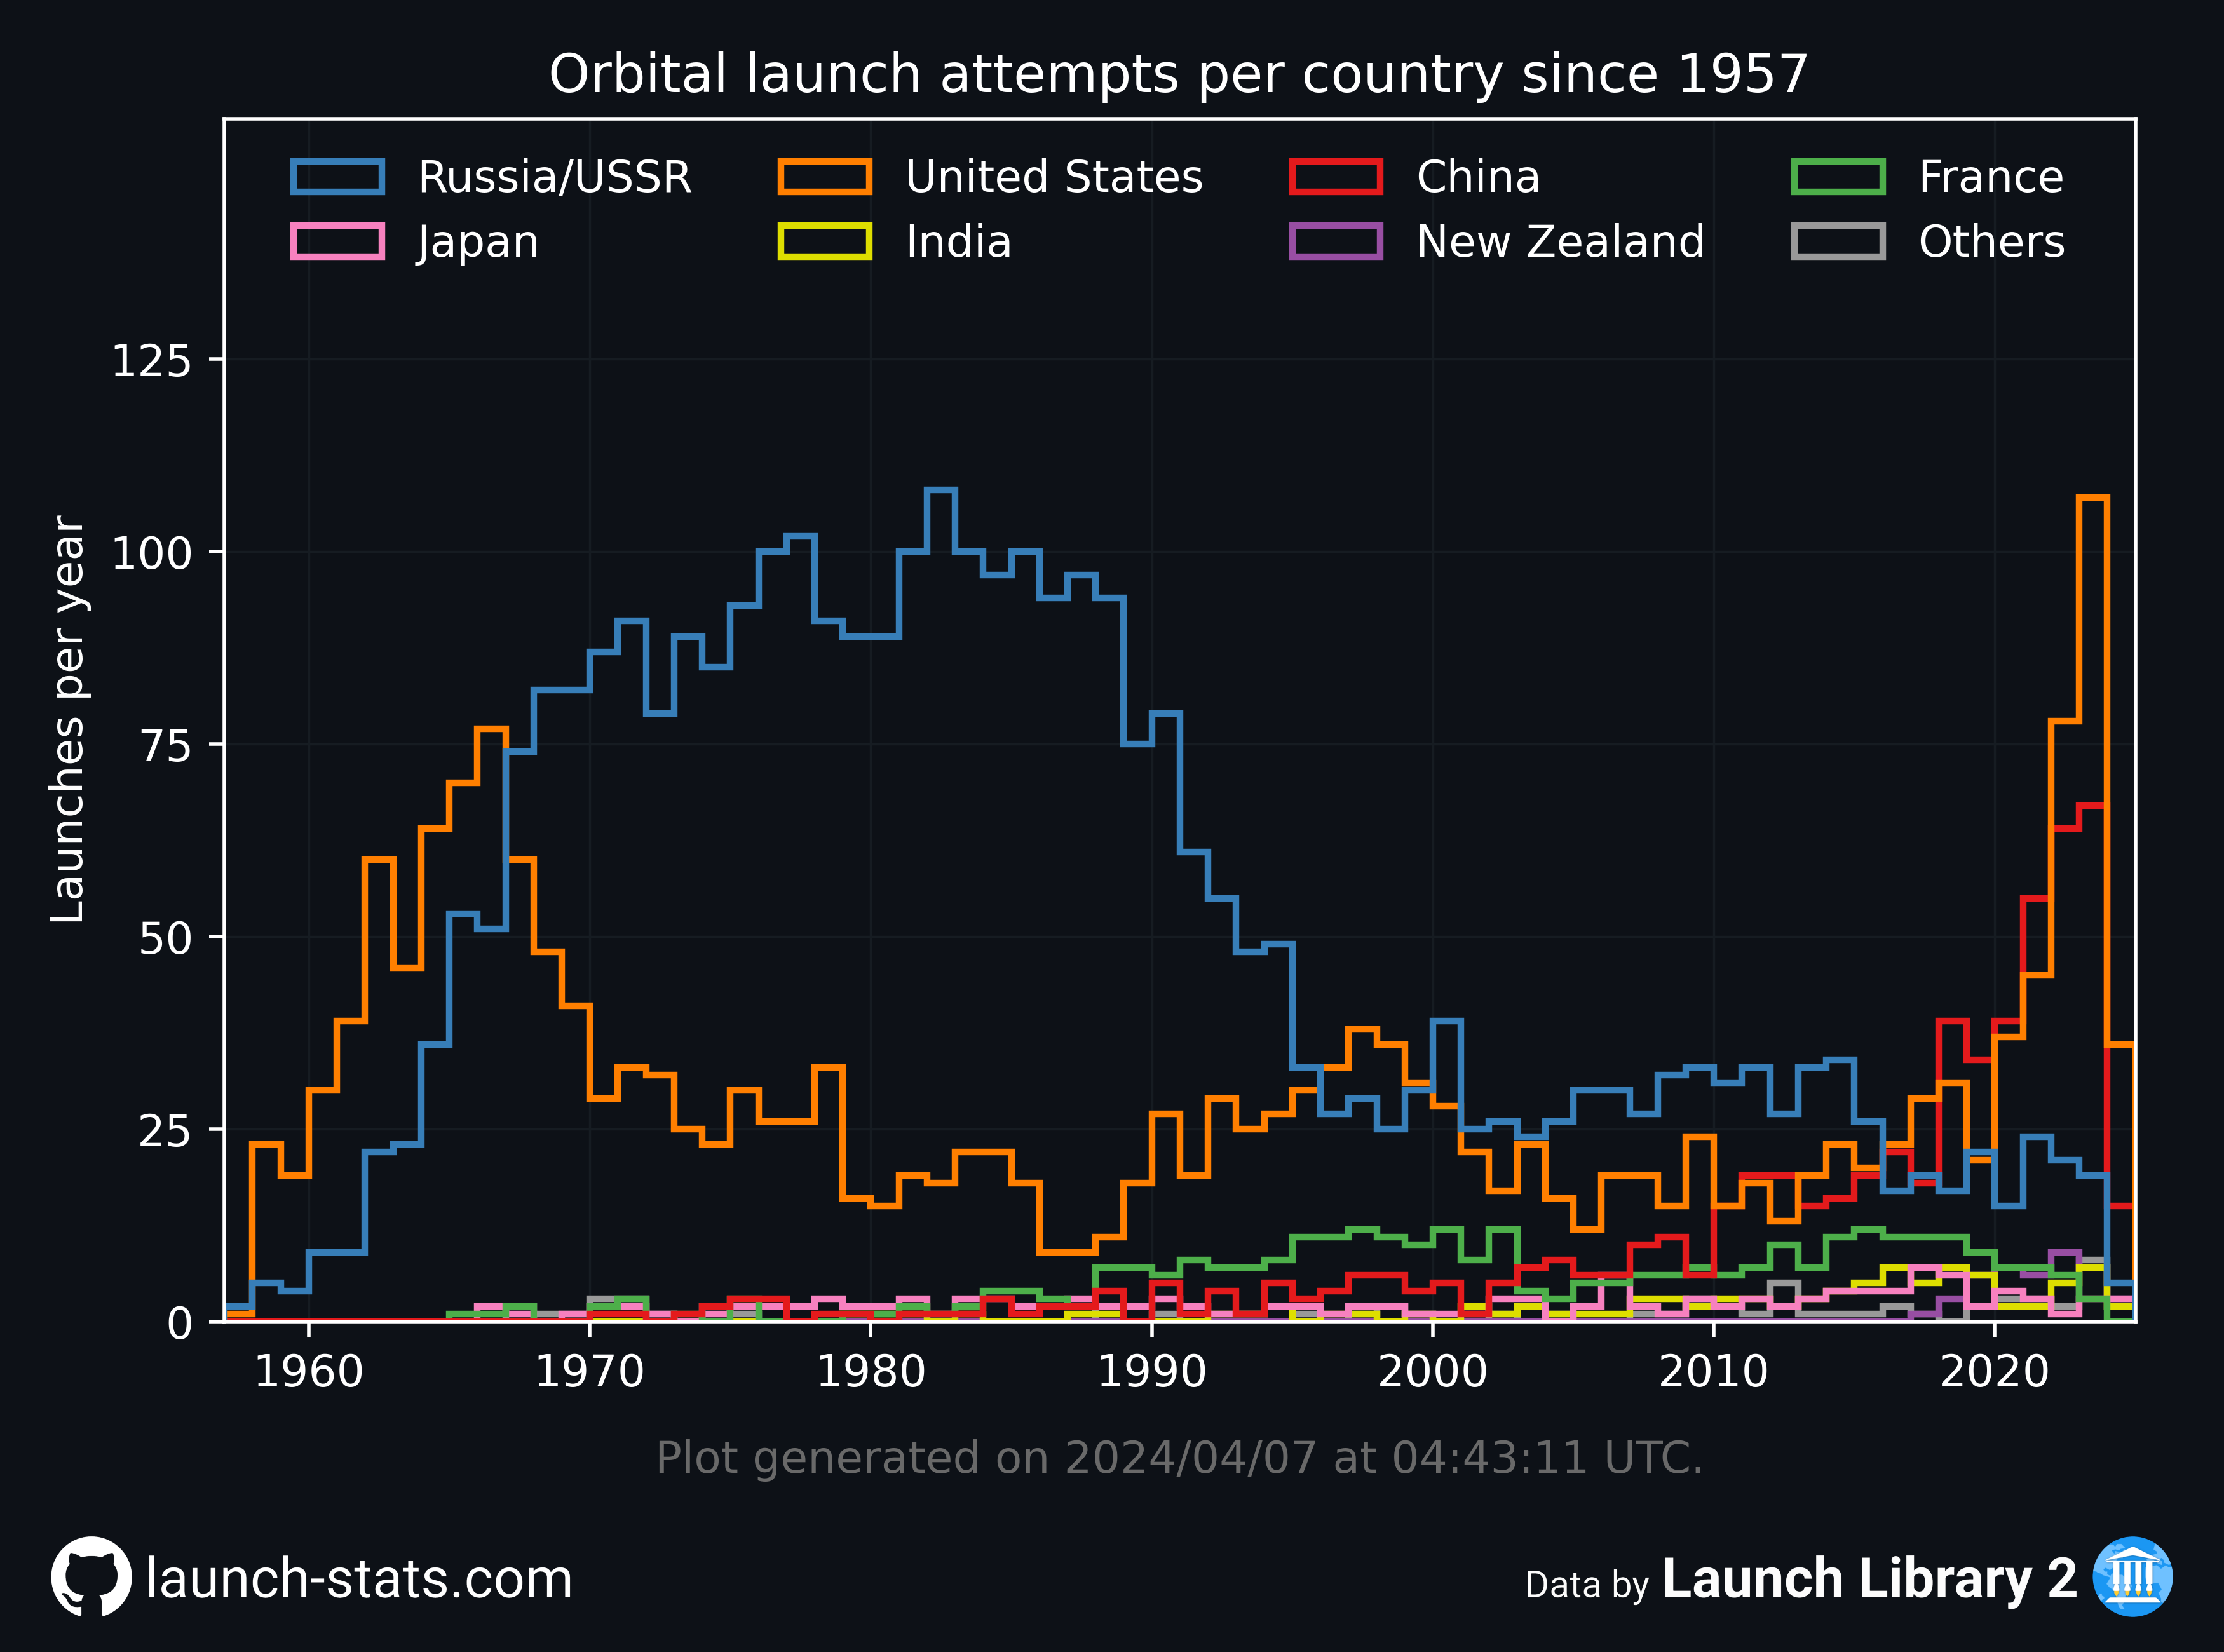 Orbital launch attempts per country since 1957
Russia/USSR United States China France
Japan India New Zealand Others
Launches per year
125
100
75
50
25
0
1960 1970 1980 1990 2000 2010 2020
Plot generated on 2024/04/07 at 04:43:11 UTC.
launch-stats.com
Data by Launch Library 2